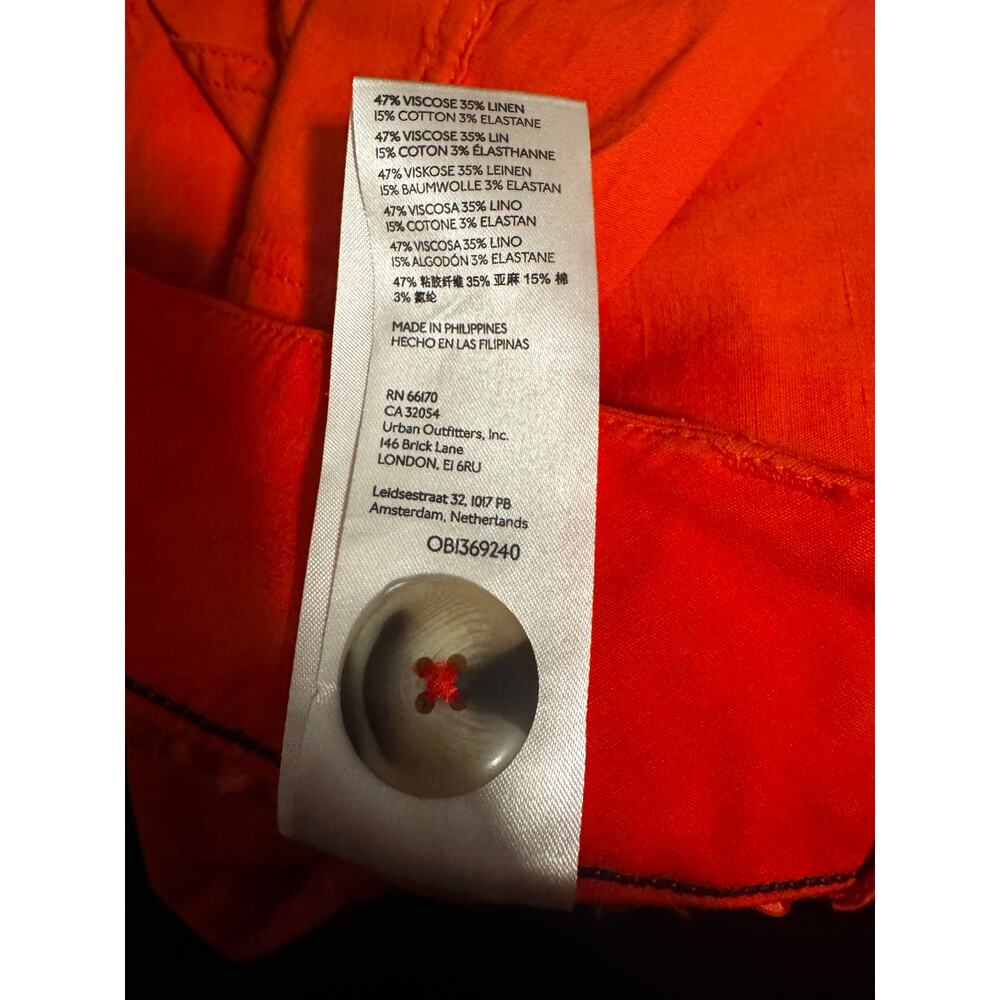 47% VISCOSE 35% LINEN
15% COTTON 3% ELASTANE
47% VISCOSE 35% LIN
15% COTON 3% ÉLASTHANNE
47% VISKOSE 35% LEINEN
15% BAUMWOLLE 3% ELASTAN
47% VISCOSA 35% LINO
15% COTONE 3% ELASTAN
47% VISCOSA 35% LINO
15% ALGODÓN 3% ELASTANE
47% 粘胶纤维 35% 亚麻 15% 棉
3% 氨纶
MADE IN PHILIPPINES
HECHO EN LAS FILIPINAS
RN 66170
CA 32054
Urban Outfitters, Inc.
146 Brick Lane
LONDON, E1 6RU
Leidsestraat 32, 1017 PB
Amsterdam, Netherlands
OB1369240